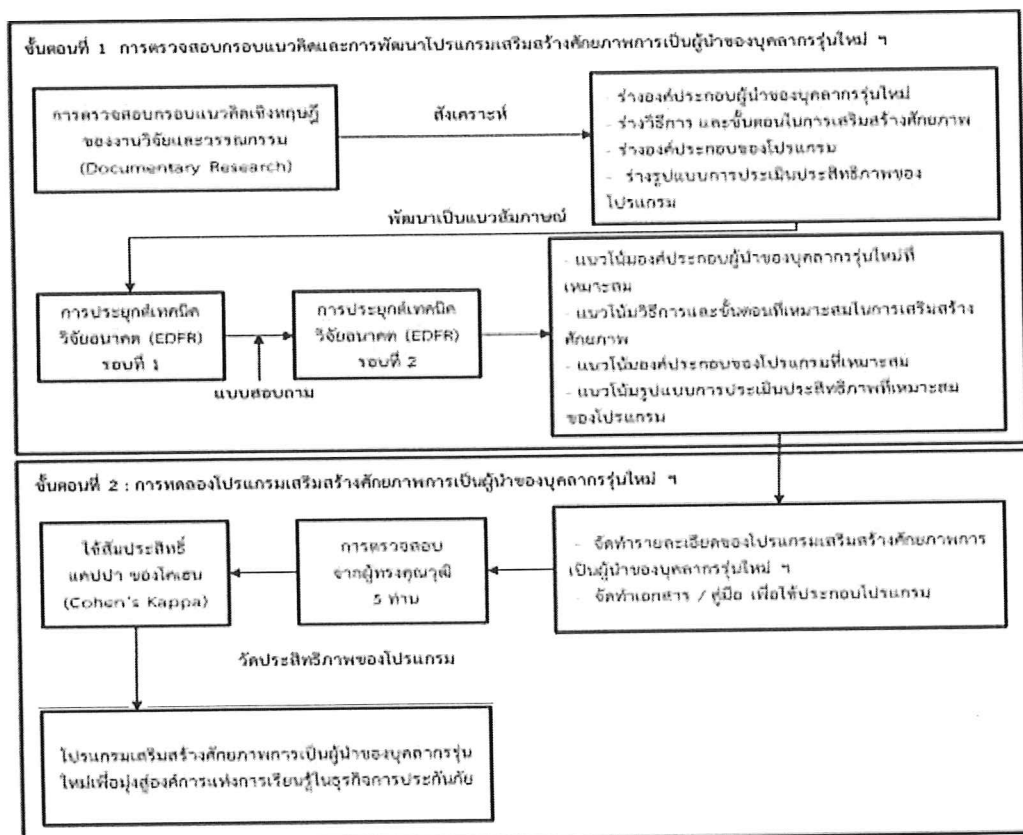 ขั้นตอนที่ 1 การตรวจสอบกรอบแนวคิดและการพัฒนาโปรแกรมเสริมสร้างศักยภาพการเป็นผู้นำของบุคลากรรุ่นใหม่ ฯ
การตรวจสอบกรอบแนวคิดเชิงทฤษฎี
ของงานวิจัยและวรรณกรรม
(Documentary Research)
สังเคราะห์
- ร่างองค์ประกอบผู้นำของบุคลากรรุ่นใหม่
- ร่างวิธีการ และขั้นตอนในการเสริมสร้างศักยภาพ
- ร่างองค์ประกอบของโปรแกรม
- ร่างรูปแบบการประเมินประสิทธิภาพของ
โปรแกรม
พัฒนาเป็นแนวสัมภาษณ์
การประยุกต์เทคนิค
วิจัยอนาคต (EDFR)
รอบที่ 1
แบบสอบถาม
การประยุกต์เทคนิค
วิจัยอนาคต (EDFR)
รอบที่ 2
- แนวโน้มองค์ประกอบผู้นำของบุคลากรรุ่นใหม่ที่
เหมาะสม
- แนวโน้มวิธีการและขั้นตอนที่เหมาะสมในการเสริมสร้าง
ศักยภาพ
- แนวโน้มองค์ประกอบของโปรแกรมที่เหมาะสม
- แนวโน้มรูปแบบการประเมินประสิทธิภาพที่เหมาะสม
ของโปรแกรม
ขั้นตอนที่ 2 : การทดลองโปรแกรมเสริมสร้างศักยภาพการเป็นผู้นำของบุคลากรรุ่นใหม่ ฯ
- จัดทำรายละเอียดของโปรแกรมเสริมสร้างศักยภาพการ
เป็นผู้นำของบุคลากรรุ่นใหม่ ฯ
- จัดทำเอกสาร / คู่มือ เพื่อใช้ประกอบโปรแกรม
การตรวจสอบ
จากผู้ทรงคุณวุฒิ
5 ท่าน
ใช้สัมประสิทธิ์
แคปปา ของโคเฮน
(Cohen's Kappa)
วัดประสิทธิภาพของโปรแกรม
โปรแกรมเสริมสร้างศักยภาพการเป็นผู้นำของบุคลากรรุ่น
ใหม่เพื่อมุ่งสู่องค์การแห่งการเรียนรู้ในธุรกิจการประกันภัย